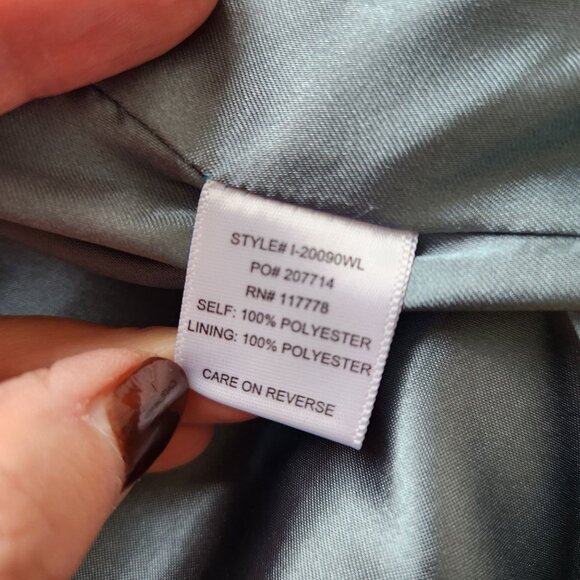 STYLE# I-20090WL
PO# 207714
RN# 117778
SELF: 100% POLYESTER
LINING: 100% POLYESTER
CARE ON REVERSE